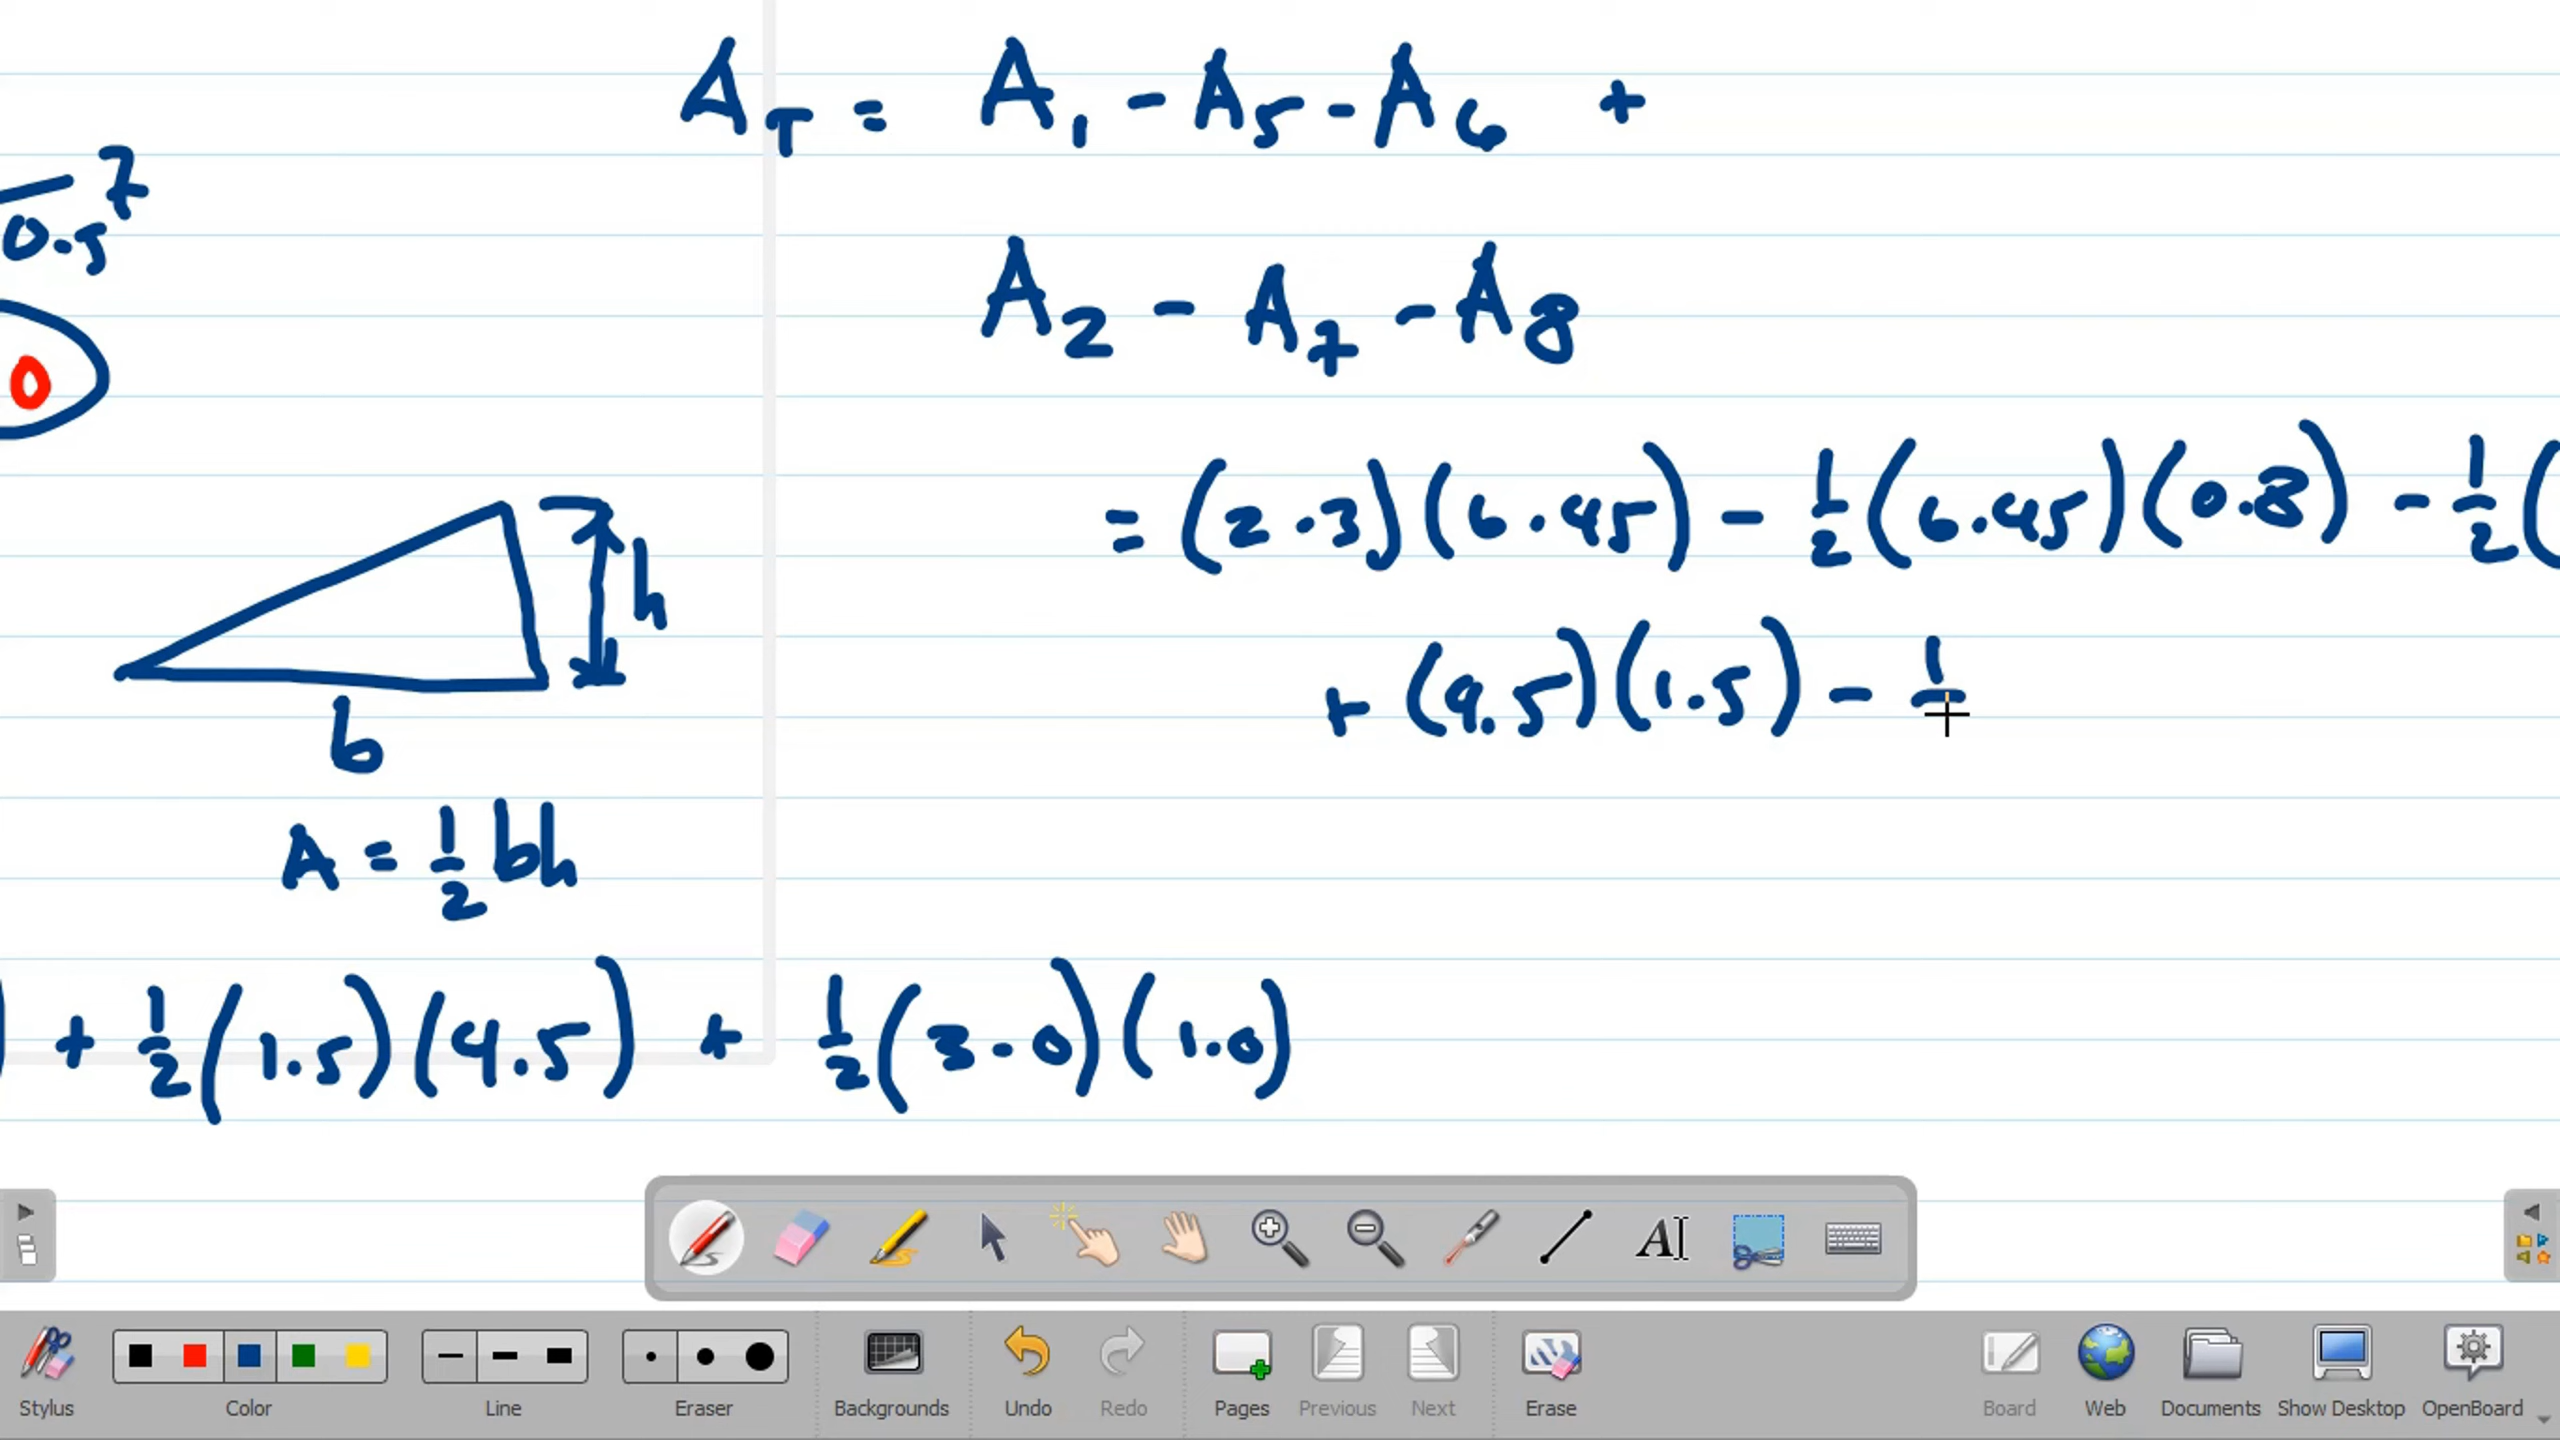 A_T = A_1 - A_5 - A_6 +
7
0.5
A_2 - A_7 - A_8
0
= (2.3)(6.45) - 1/2 (6.45)(0.8) - 1/2 (
h
+ (4.5)(1.5) - 1/
b
A = 1/2 bh
) + 1/2 (1.5)(4.5) + 1/2 (3.0)(1.0)
AI
Stylus Color Line Eraser Backgrounds Undo Redo Pages Previous Next Erase Board Web Documents Show Desktop OpenBoard